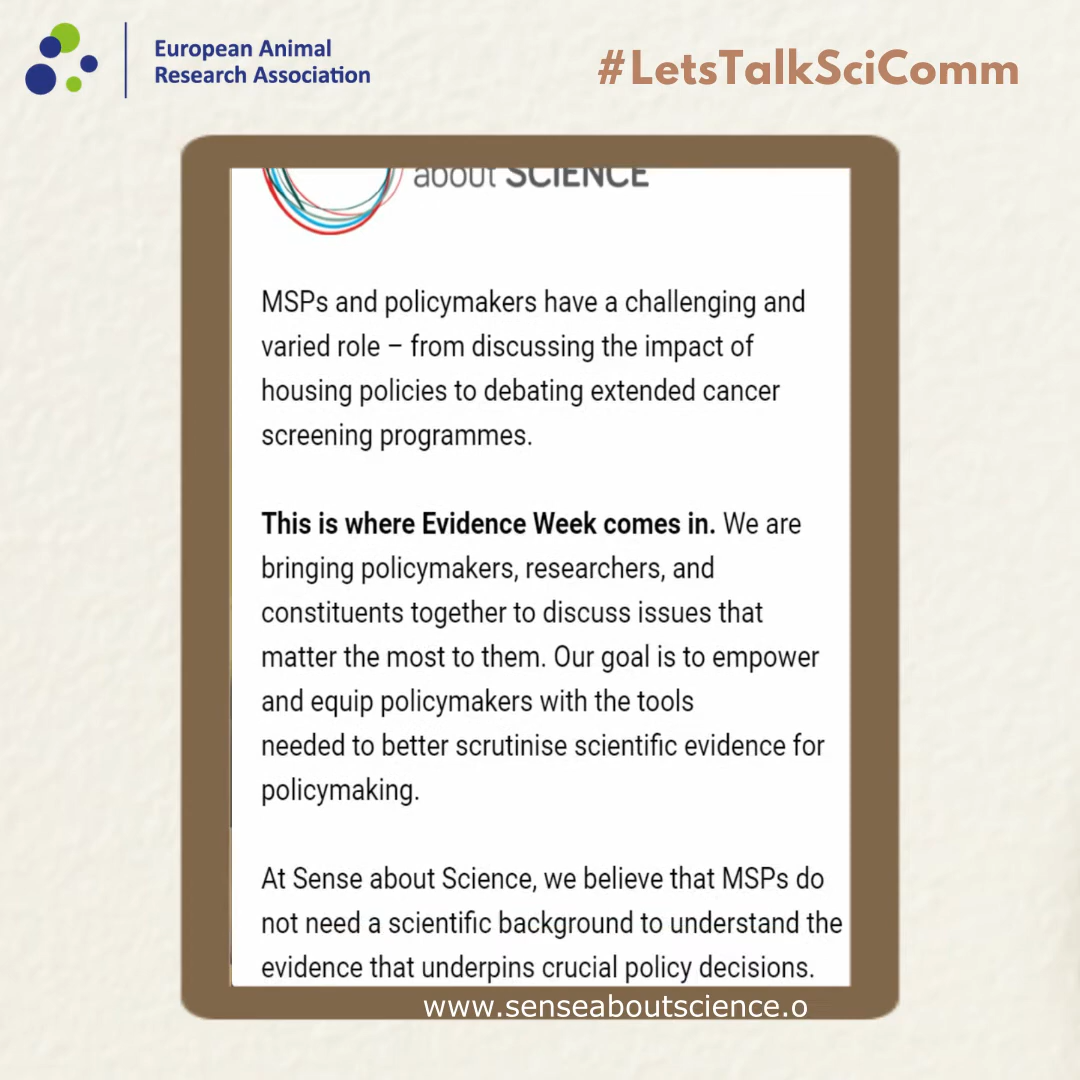 European Animal
Research Association
#LetsTalkSciComm
about SCIENCE
MSPs and policymakers have a challenging and
varied role – from discussing the impact of
housing policies to debating extended cancer
screening programmes.
This is where Evidence Week comes in. We are
bringing policymakers, researchers, and
constituents together to discuss issues that
matter the most to them. Our goal is to empower
and equip policymakers with the tools
needed to better scrutinise scientific evidence for
policymaking.
At Sense about Science, we believe that MSPs do
not need a scientific background to understand the
evidence that underpins crucial policy decisions.
www.senseaboutscience.o